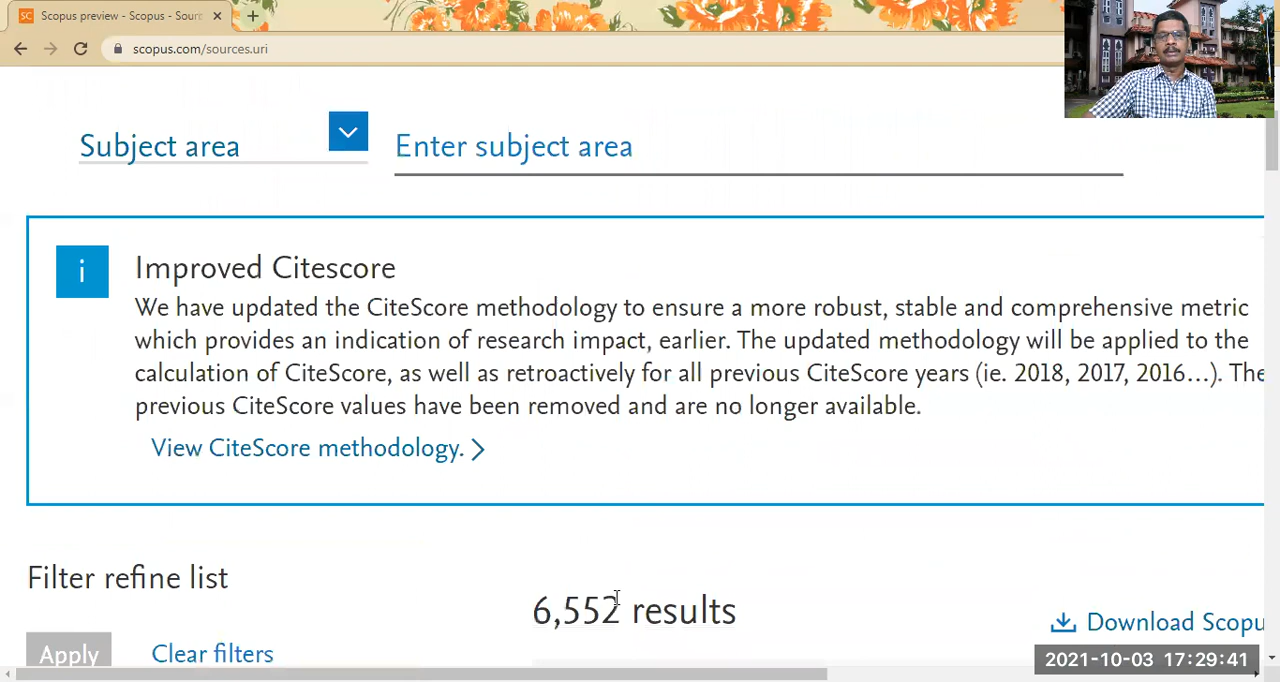 SC Scopus preview - Scopus - Sour
scopus.com/sources.uri
Subject area
Enter subject area
i
Improved Citescore
We have updated the CiteScore methodology to ensure a more robust, stable and comprehensive metric
which provides an indication of research impact, earlier. The updated methodology will be applied to the
calculation of CiteScore, as well as retroactively for all previous CiteScore years (ie. 2018, 2017, 2016...). The
previous CiteScore values have been removed and are no longer available.
View CiteScore methodology.
Filter refine list
6,552 results
Download Scopu
Apply
Clear filters
2021-10-03 17:29:41